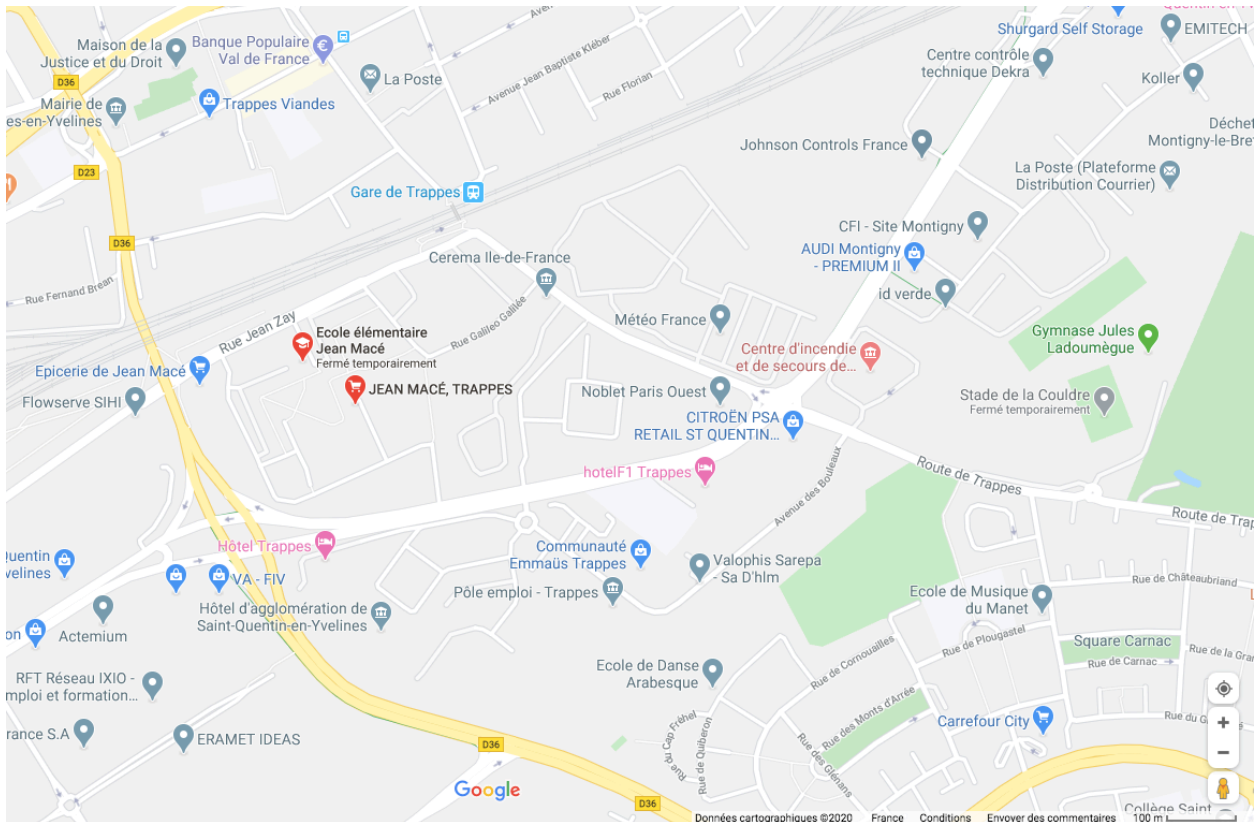 Shurgard Self Storage
EMITECH
Maison de la
Justice et du Droit
Banque Populaire
Val de France
Centre contrôle
technique Dekra
Koller
La Poste
Avenue Jean Baptiste Kléber
Rue Florian
D36
Trappes Viandes
Mairie de
es-en-Yvelines
Johnson Controls France
Déchet
Montigny-le-Bret
D23
La Poste (Plateforme
Distribution Courrier)
Gare de Trappes
CFI - Site Montigny
D36
AUDI Montigny
- PREMIUM II
Cerema Ile-de-France
Rue Fernand Brean
id verde
Rue Jean Zay
Rue Galileo Galilée
Météo France
Ecole élémentaire
Jean Macé
Fermé temporairement
Gymnase Jules
Ladoumègue
Centre d'incendie
et de secours de...
Epicerie de Jean Macé
JEAN MACÉ, TRAPPES
Noblet Paris Ouest
Flowserve SIHI
Stade de la Couldre
Fermé temporairement
CITROËN PSA
RETAIL ST QUENTIN...
hotelF1 Trappes
Avenue des Bouleaux
Route de Trappes
Route de Trap
Hôtel Trappes
Quentin
velines
Communauté
Emmaüs Trappes
Valophis Sarepa
- Sa D'hlm
VA - FIV
Pôle emploi - Trappes
Rue de Châteaubriand
Ecole de Musique
du Manet
Hôtel d'agglomération de
Saint-Quentin-en-Yvelines
on
Actemium
Rue de Plougastel
Square Carnac
Rue de la Gra
Rue de Carnac
Rue de Cornouailles
Ecole de Danse
Arabesque
RFT Réseau IXIO -
mploi et formation...
Rue des Monts d'Arrée
Rue du Cap Fréhel
Rue de Quiberon
Carrefour City
Rue du G
rance S.A
ERAMET IDEAS
D36
Rue des Glénans
Google
D36
Collège Saint
Données cartographiques ©2020 France Conditions Envoyer des commentaires 100 m